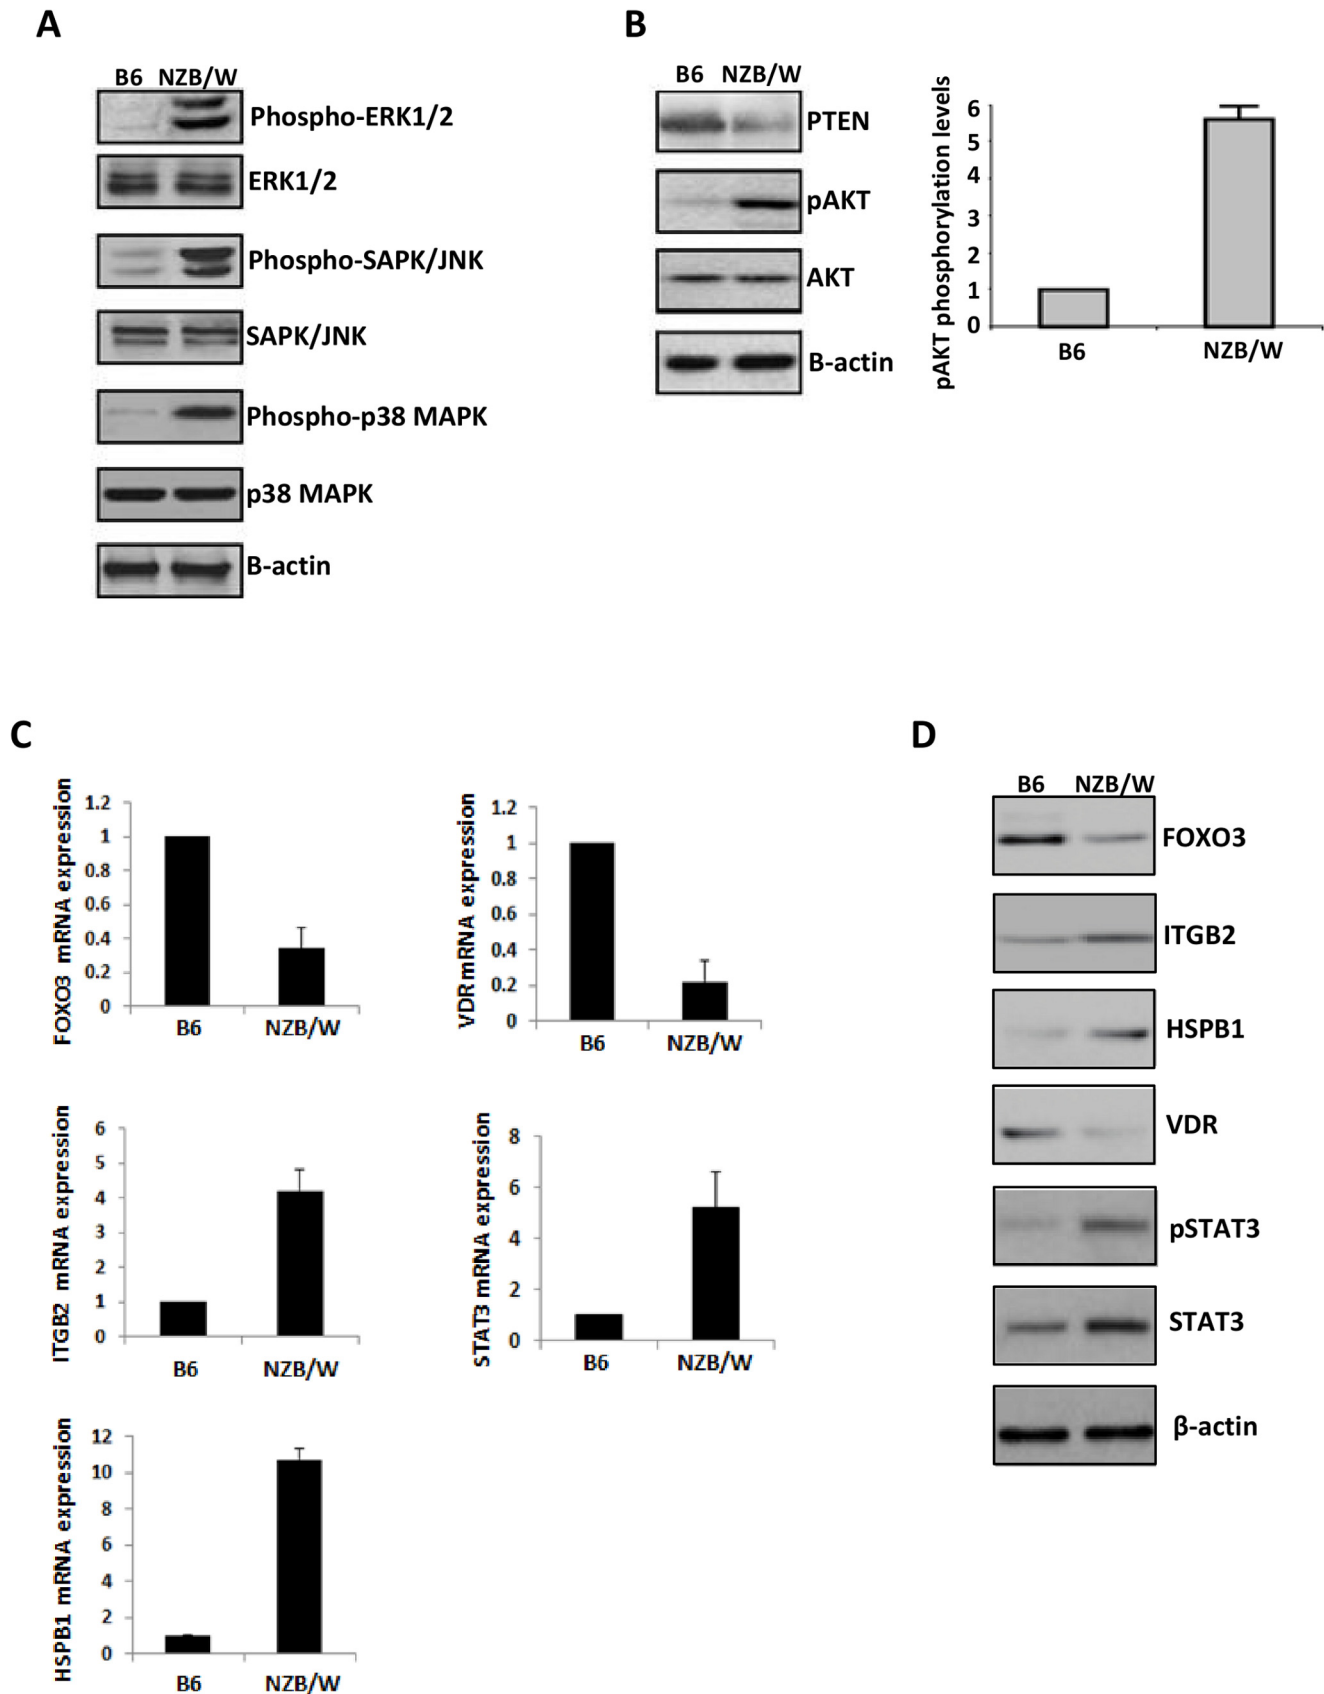 A
B6 NZB/W
Phospho-ERK1/2
ERK1/2
Phospho-SAPK/JNK
SAPK/JNK
Phospho-p38 MAPK
p38 MAPK
B-actin
B
B6 NZB/W
PTEN
pAKT
AKT
B-actin
pAKT phosphorylation levels
6
5
4
3
2
1
0
B6 NZB/W
C
FOXO3 mRNA expression
1.2
1
0.8
0.6
0.4
0.2
0
B6 NZB/W
VDR mRNA expression
1.2
1
0.8
0.6
0.4
0.2
0
B6 NZB/W
ITGB2 mRNA expression
6
5
4
3
2
1
0
B6 NZB/W
STAT3 mRNA expression
8
6
4
2
0
B6 NZB/W
HSPB1 mRNA expression
12
10
8
6
4
2
0
B6 NZB/W
D
B6 NZB/W
FOXO3
ITGB2
HSPB1
VDR
pSTAT3
STAT3
β-actin